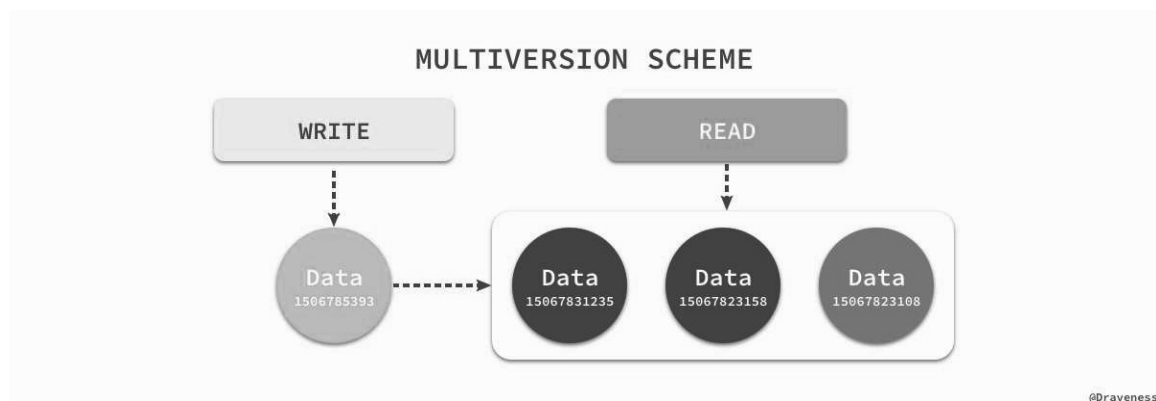 MULTIVERSION SCHEME
WRITE
READ
Data
1506785393
Data
15067831235
Data
15067823158
Data
15067823108
@Draveness